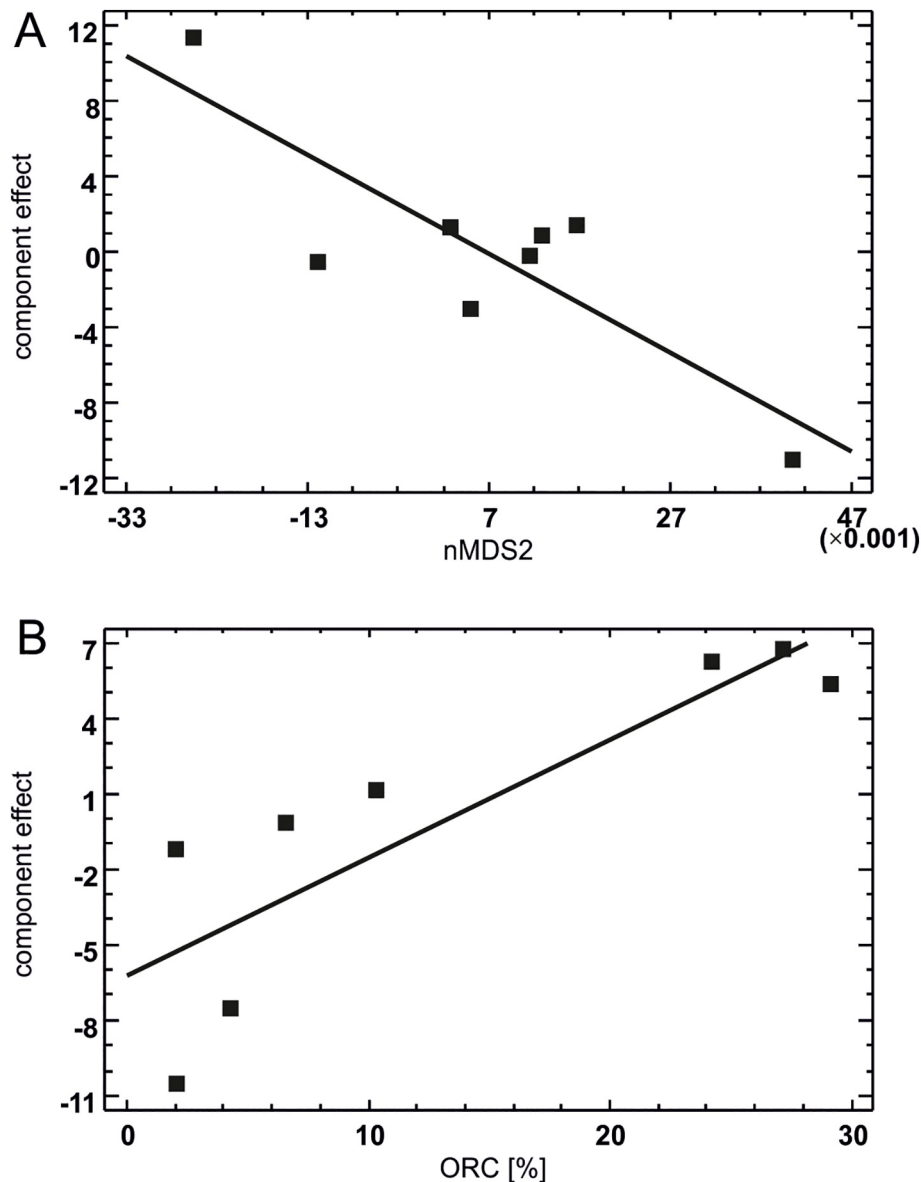 A
12
8
4
0
-4
-8
-12
component effect
-33 -13 7 27 47
(×0.001)
nMDS2
B
7
4
1
-2
-5
-8
-11
component effect
0 10 20 30
ORC [%]